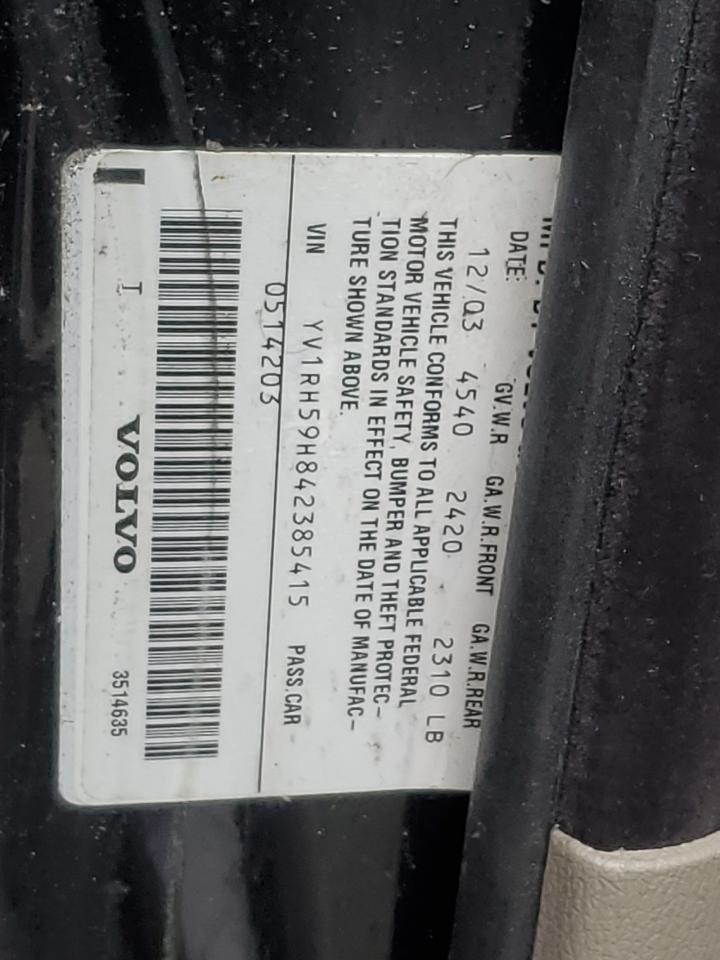 DATE: GV.W.R GA.W.R.FRONT GA.W.R.REAR
12/03 4540 2420 2310 LB
THIS VEHICLE CONFORMS TO ALL APPLICABLE FEDERAL
MOTOR VEHICLE SAFETY, BUMPER AND THEFT PROTEC-
TION STANDARDS IN EFFECT ON THE DATE OF MANUFAC-
TURE SHOWN ABOVE.
VIN YV1RH59H842385415 PASS.CAR
0514203
I VOLVO 3514635